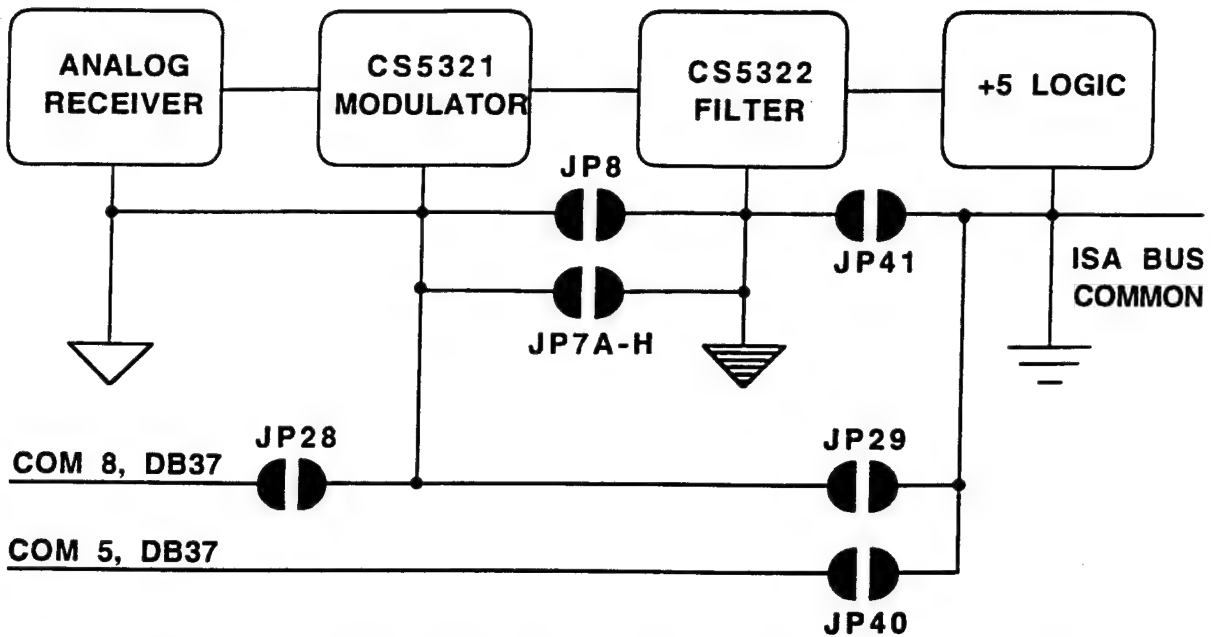 ANALOG
RECEIVER
CS5321
MODULATOR
CS5322
FILTER
+5 LOGIC
JP8
JP41
ISA BUS
COMMON
JP7A-H
JP28
JP29
COM 8, DB37
COM 5, DB37
JP40